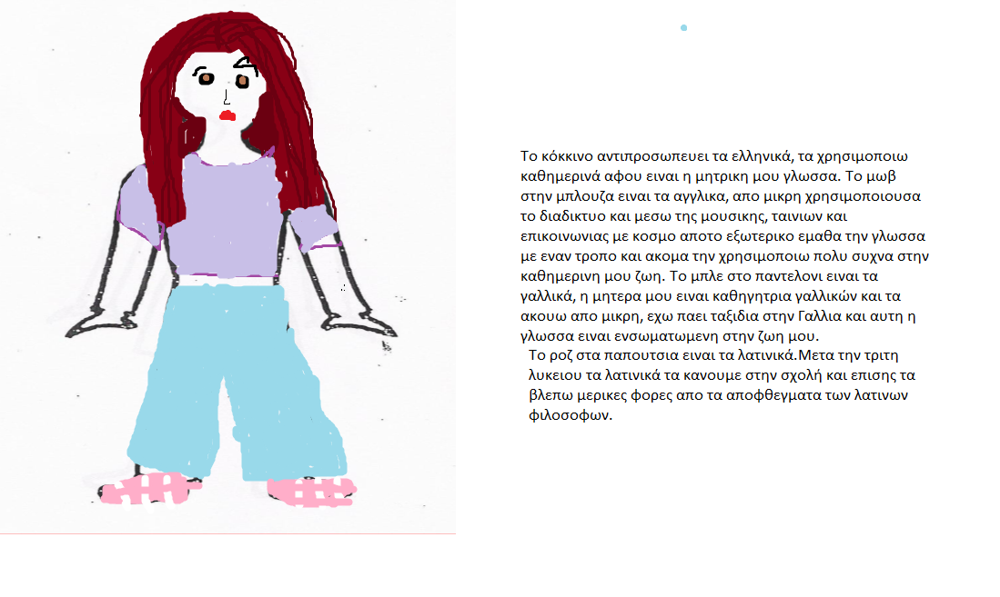 Το κόκκινο αντιπροσωπευει τα ελληνικά, τα χρησιμοποιω
καθημερινά αφου ειναι η μητρικη μου γλωσσα. Το μωβ
στην μπλουζα ειναι τα αγγλικα, απο μικρη χρησιμοποιουσα
το διαδικτυο και μεσω της μουσικης, ταινιων και
επικοινωνιας με κοσμο αποτο εξωτερικο εμαθα την γλωσσα
με εναν τροπο και ακομα την χρησιμοποιω πολυ συχνα στην
καθημερινη μου ζωη. Το μπλε στο παντελονι ειναι τα
γαλλικά, η μητερα μου ειναι καθηγητρια γαλλικών και τα
ακουω απο μικρη, εχω παει ταξιδια στην Γαλλια και αυτη η
γλωσσα ειναι ενσωματωμενη στην ζωη μου.
Το ροζ στα παπουτσια ειναι τα λατινικά.Μετα την τριτη
λυκειου τα λατινικά τα κανουμε στην σχολή και επισης τα
βλεπω μερικες φορες απο τα αποφθεγματα των λατινων
φιλοσοφων.